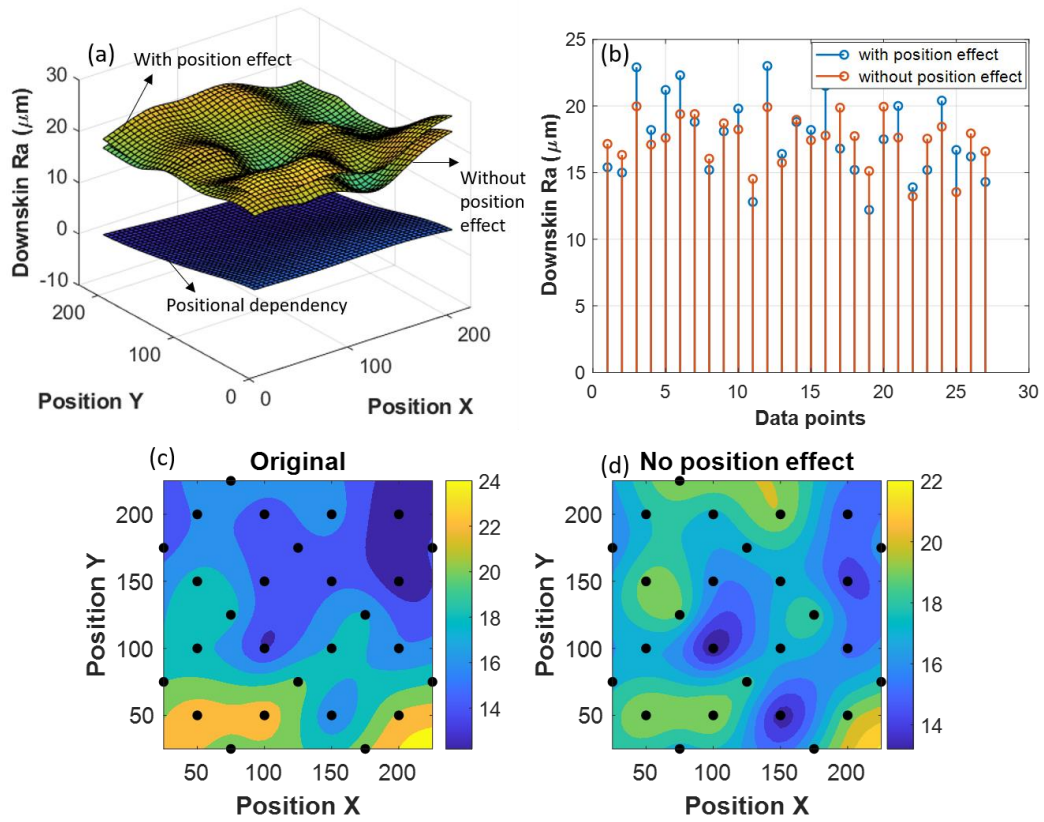 (a)
With position effect
30
20
10
0
-10
Downskin Ra (μm)
Without
position
effect
Positional dependency
200
100
0
Position Y
0
100
200
Position X
(b)
25
20
15
10
5
0
Downskin Ra (μm)
with position effect
without position effect
0 5 10 15 20 25 30
Data points
(c)
Original
200
150
100
50
Position Y
50 100 150 200
Position X
24
22
20
18
16
14
(d)
No position effect
200
150
100
50
Position Y
50 100 150 200
Position X
22
20
18
16
14